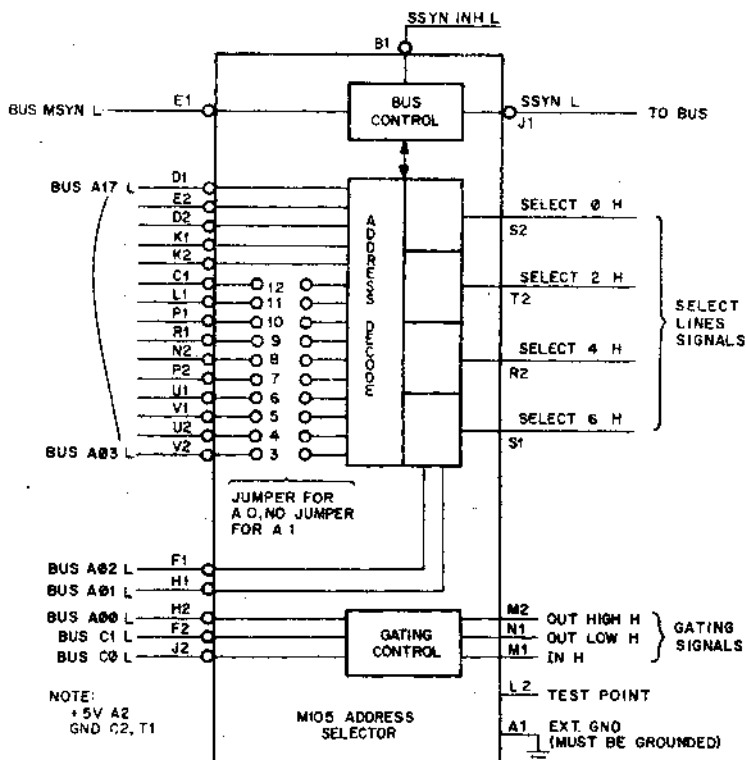 SSYN INH L
B1
BUS MSYN L
E1
BUS
CONTROL
SSYN L
J1
TO BUS
BUS A17 L
D1
E2
D2
K1
K2
C1
L1
P1
R1
N2
P2
U1
V1
U2
V2
BUS A03 L
12
11
10
9
8
7
6
5
4
3
ADDRESS DECODE
SELECT 0 H
S2
SELECT 2 H
T2
SELECT 4 H
R2
SELECT 6 H
S1
SELECT
LINES
SIGNALS
JUMPER FOR
A 0, NO JUMPER
FOR A 1
BUS A02 L
F1
BUS A01 L
H1
BUS A00 L
H2
BUS C1 L
F2
BUS C0 L
J2
GATING
CONTROL
M2
OUT HIGH H
N1
OUT LOW H
M1
IN H
GATING
SIGNALS
L2
TEST POINT
A1
EXT. GND
(MUST BE GROUNDED)
NOTE:
+5V A2
GND C2, T1
M105 ADDRESS
SELECTOR